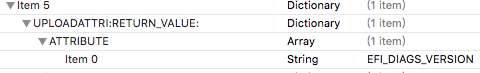 Item 5 Dictionary (1 item)
UPLOADATTRI:RETURN_VALUE: Dictionary (1 item)
ATTRIBUTE Array (1 item)
Item 0 String EFI_DIAGS_VERSION